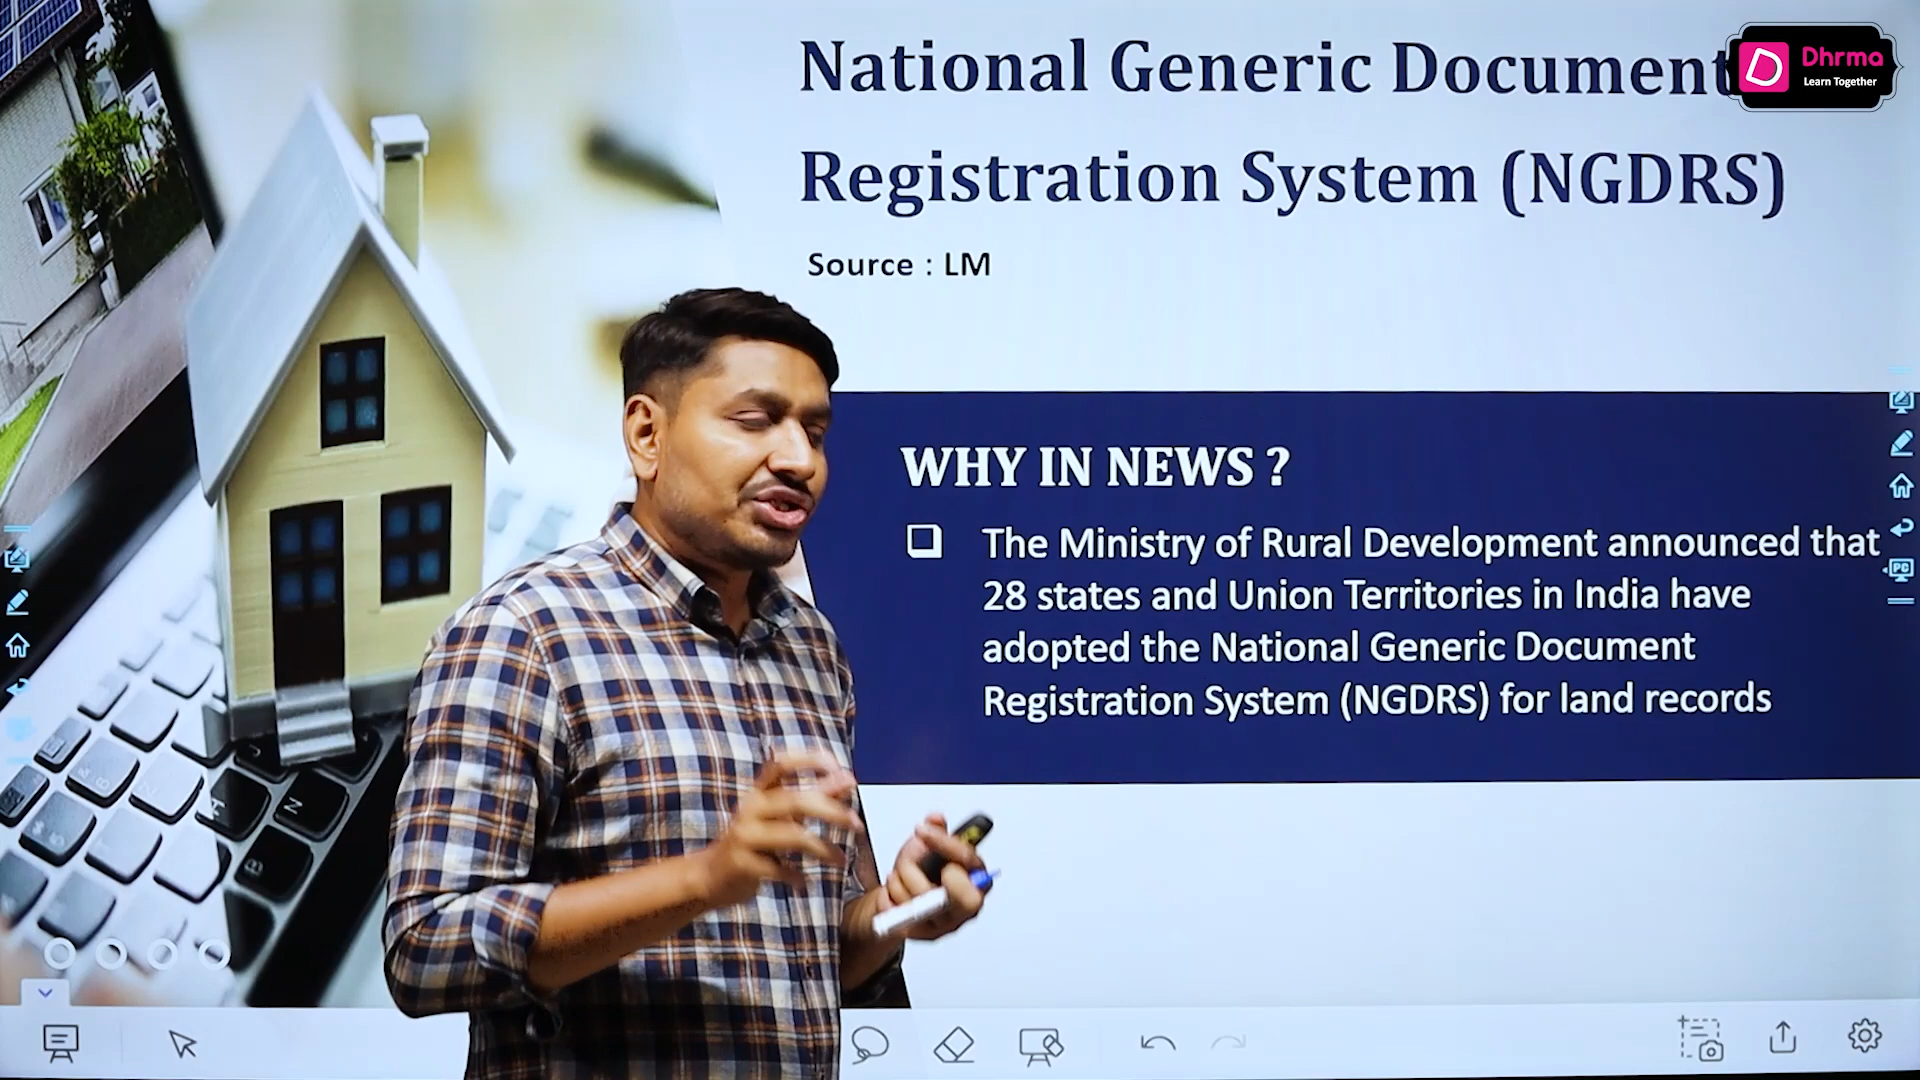 National Generic Document
Registration System (NGDRS)
Dhrma
Learn Together
Source : LM
WHY IN NEWS ?
❑ The Ministry of Rural Development announced that
28 states and Union Territories in India have
adopted the National Generic Document
Registration System (NGDRS) for land records
PC
H
N
B